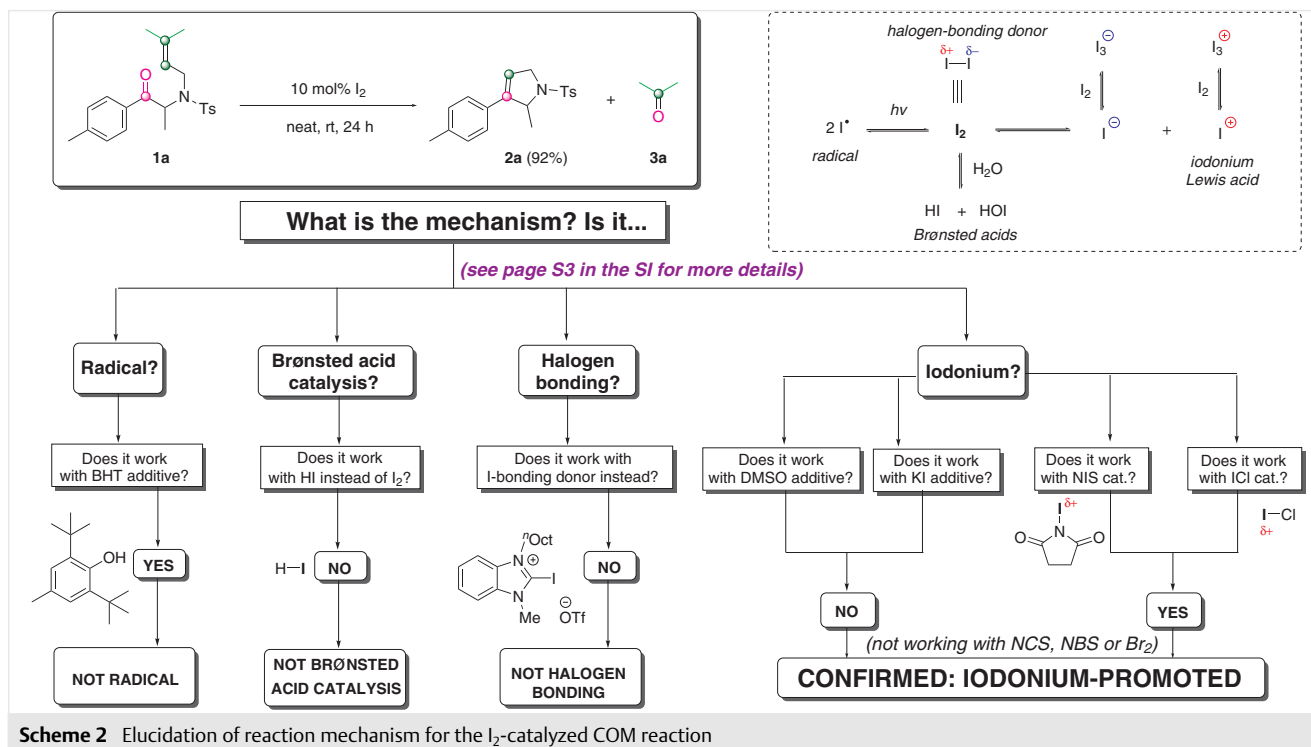 O
N
Ts
1a
10 mol% I2
neat, rt, 24 h
N
Ts
2a (92%)
+
O
3a
halogen-bonding donor
δ+ δ–
I—I
2 I•
radical
hv
I2
H2O
HI + HOI
Brønsted acids
I3⊖
I2
I⊖
+
I3⊕
I2
I⊕
iodonium
Lewis acid
What is the mechanism? Is it...
(see page S3 in the SI for more details)
Radical?
Does it work
with BHT additive?
OH
YES
NOT RADICAL
Brønsted acid
catalysis?
Does it work
with HI instead of I2?
H–I
NO
NOT BRØNSTED
ACID CATALYSIS
Halogen
bonding?
Does it work with
I-bonding donor instead?
nOct
N
⊕
I
N
Me
⊖
OTf
NO
NOT HALOGEN
BONDING
Iodonium?
Does it work
with DMSO additive?
Does it work
with KI additive?
NO
Does it work
with NIS cat.?
I δ+
O N O
Does it work
with ICl cat.?
I—Cl
δ+
YES
(not working with NCS, NBS or Br2)
CONFIRMED: IODONIUM-PROMOTED
Scheme 2 Elucidation of reaction mechanism for the I2-catalyzed COM reaction